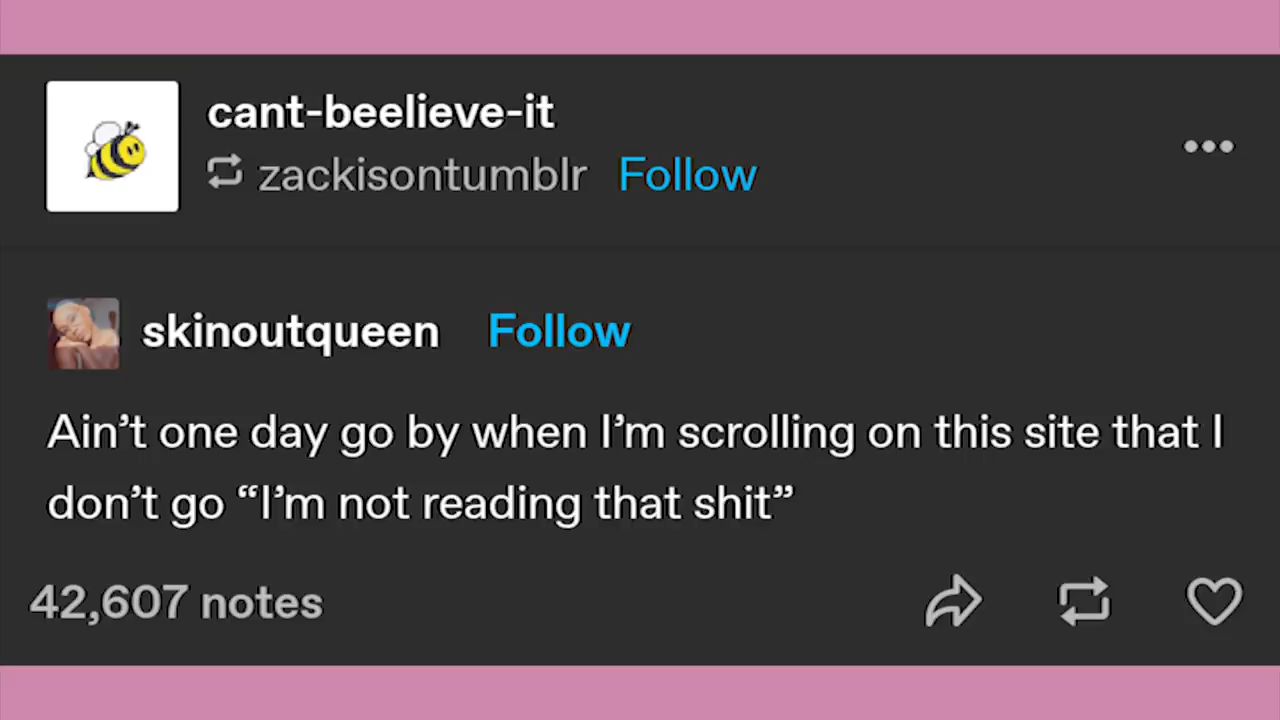 cant-beelieve-it
zackisontumblr Follow
skinoutqueen Follow
Ain’t one day go by when I’m scrolling on this site that I
don’t go “I’m not reading that shit”
42,607 notes